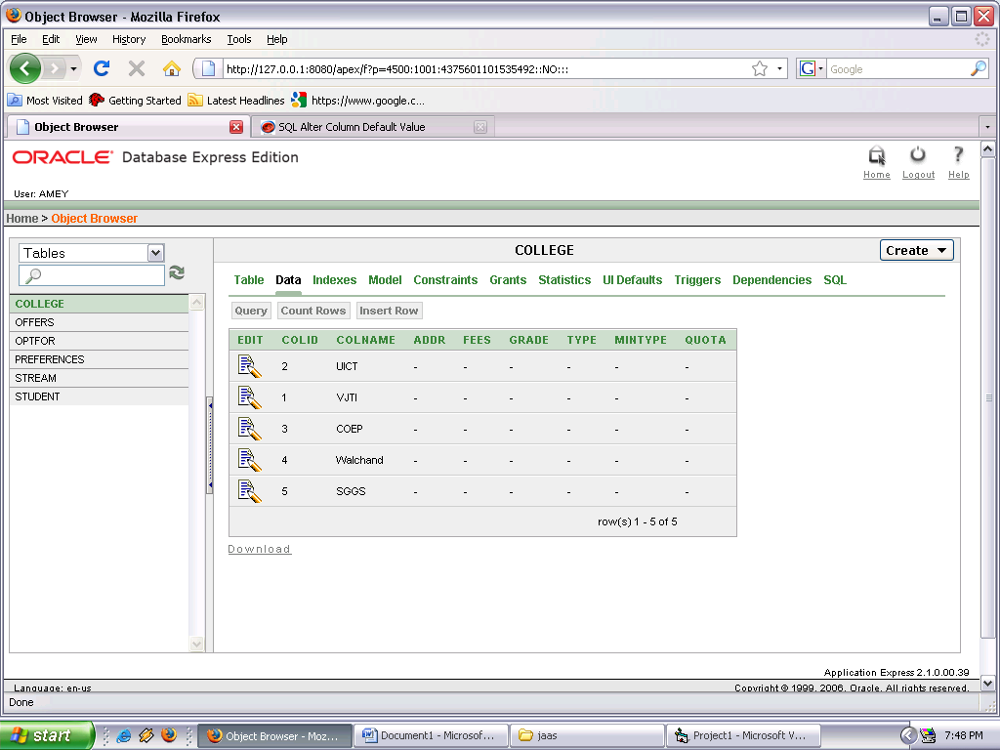 Object Browser - Mozilla Firefox
File Edit View History Bookmarks Tools Help
http://127.0.0.1:8080/apex/f?p=4500:1001:4375601101535492::NO:::
G Google
Most Visited Getting Started Latest Headlines https://www.google.c...
Object Browser SQL Alter Column Default Value
ORACLE Database Express Edition
Home Logout Help
User: AMEY
Home > Object Browser
Tables
COLLEGE
OFFERS
OPTFOR
PREFERENCES
STREAM
STUDENT
COLLEGE
Create
Table Data Indexes Model Constraints Grants Statistics UI Defaults Triggers Dependencies SQL
Query Count Rows Insert Row
EDIT COLID COLNAME ADDR FEES GRADE TYPE MINTYPE QUOTA
2 UICT - - - - - -
1 VJTI - - - - - -
3 COEP - - - - - -
4 Walchand - - - - - -
5 SGGS - - - - - -
row(s) 1 - 5 of 5
Download
Application Express 2.1.0.00.39
Language: en-us Copyright © 1999, 2006, Oracle. All rights reserved.
Done
start Object Browser - Moz... Document1 - Microsof... jaas Project1 - Microsoft V... 7:48 PM